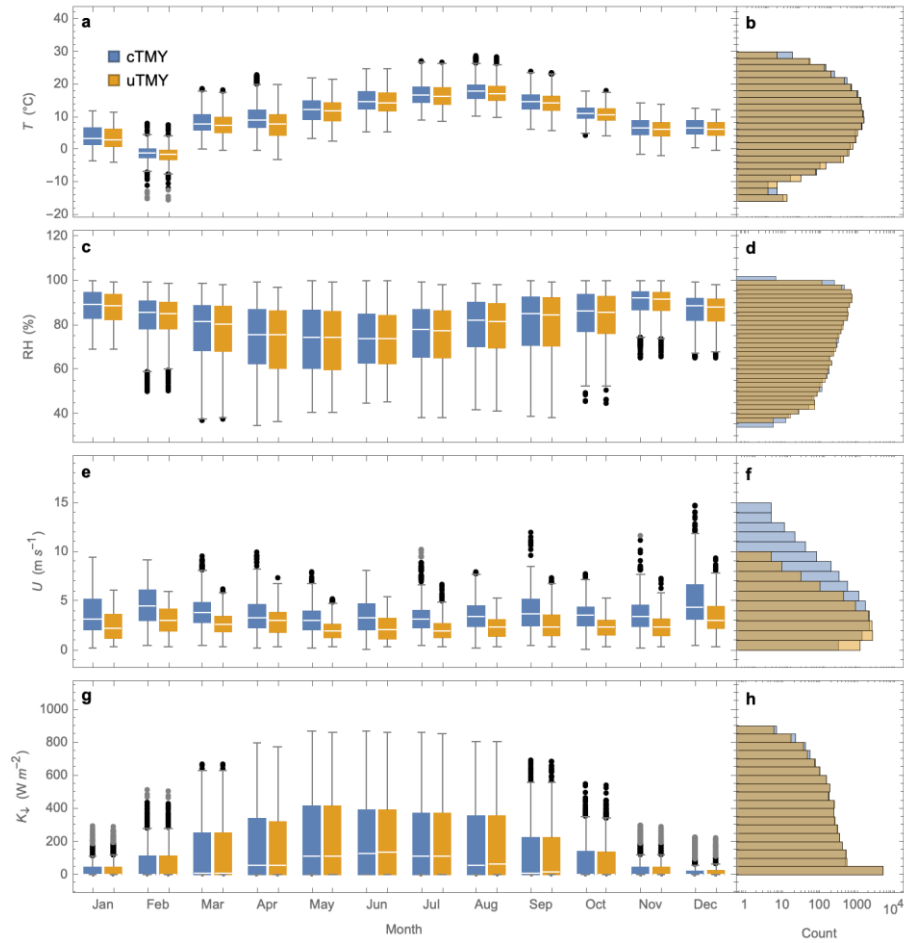 a
b
cTMY
uTMY
T (°C)
30
20
10
0
−10
−20
c
d
RH (%)
120
100
80
60
40
e
f
U (m s−1)
15
10
5
0
g
h
K↓ (W m−2)
1000
800
600
400
200
0
Jan Feb Mar Apr May Jun Jul Aug Sep Oct Nov Dec
1 10 100 1000 10⁴
Month
Count